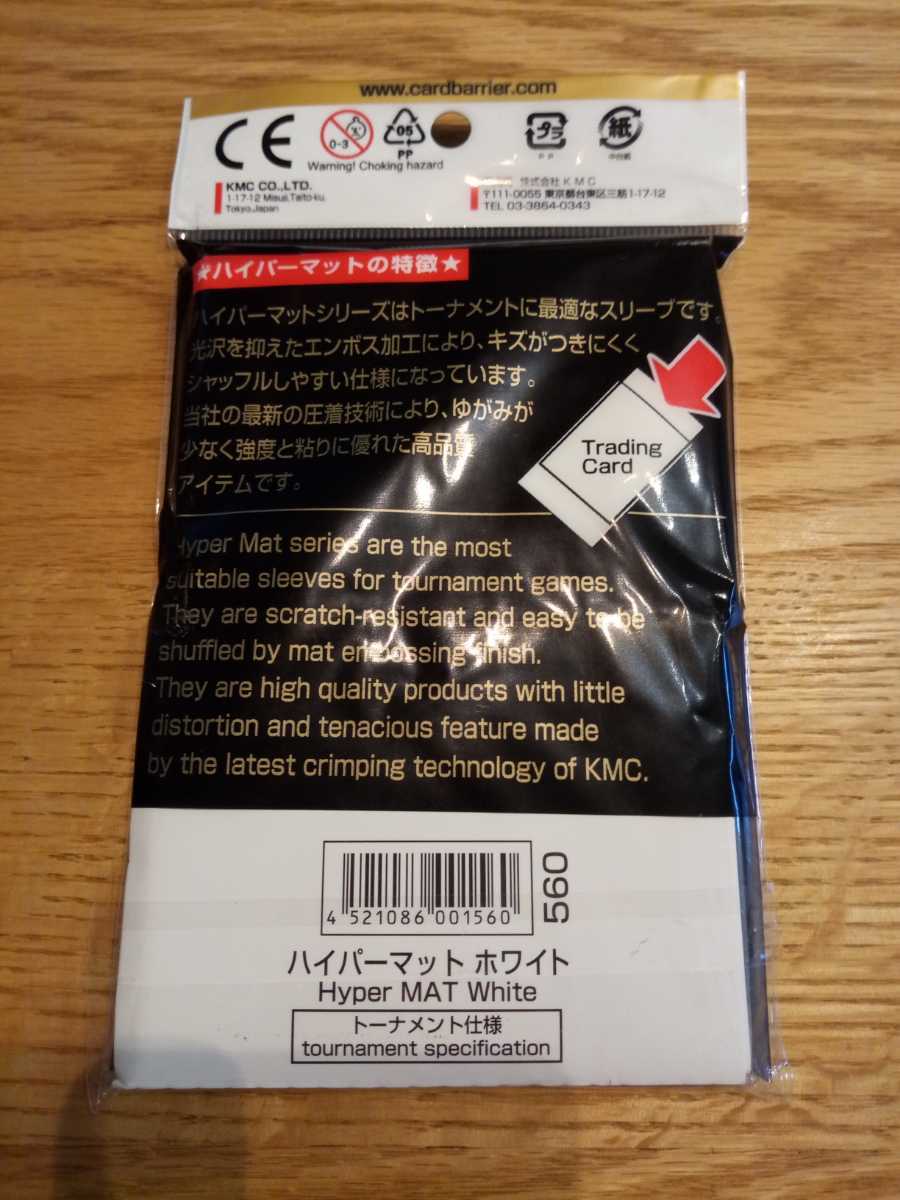 www.cardbarrier.com
CE
0-3
05
PP
プラ
PP
紙
中台紙
Warning! Choking hazard
KMC CO.,LTD.
1-17-12 Misuji,Taito-ku,
Tokyo,Japan
株式会社KMC
〒111-0055 東京都台東区三筋1-17-12
TEL 03-3864-0343
★ハイパーマットの特徴★
ハイパーマットシリーズはトーナメントに最適なスリーブです。
光沢を抑えたエンボス加工により、キズがつきにくく
シャッフルしやすい仕様になっています。
当社の最新の圧着技術により、ゆがみが
少なく強度と粘りに優れた高品質
アイテムです。
Trading
Card
Hyper Mat series are the most
suitable sleeves for tournament games.
They are scratch-resistant and easy to be
shuffled by mat embossing finish.
They are high quality products with little
distortion and tenacious feature made
by the latest crimping technology of KMC.
4 521086 001560
560
ハイパーマット ホワイト
Hyper MAT White
トーナメント仕様
tournament specification